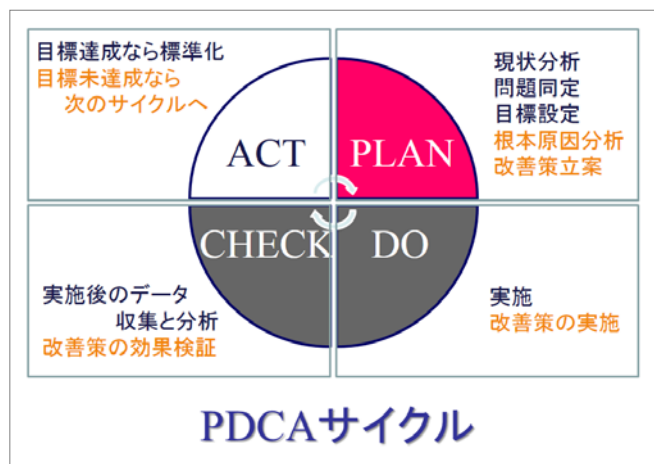 目標達成なら標準化
目標未達成なら
次のサイクルへ
ACT
PLAN
現状分析
問題同定
目標設定
根本原因分析
改善策立案
CHECK
実施後のデータ
収集と分析
改善策の効果検証
DO
実施
改善策の実施
PDCAサイクル